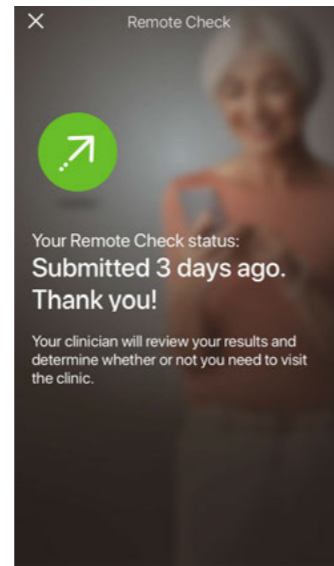 Remote Check
Your Remote Check status:
Submitted 3 days ago.
Thank you!
Your clinician will review your results and
determine whether or not you need to visit
the clinic.